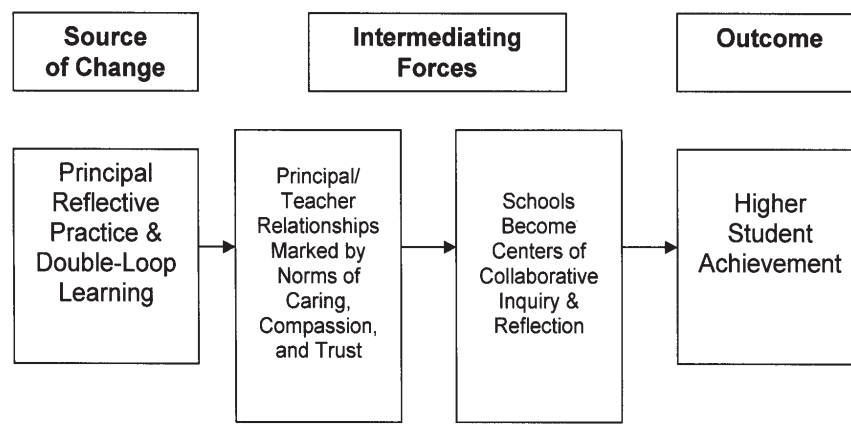 Source
of Change
Intermediating
Forces
Outcome
Principal
Reflective
Practice &
Double-Loop
Learning
Principal/
Teacher
Relationships
Marked by
Norms of
Caring,
Compassion,
and Trust
Schools
Become
Centers of
Collaborative
Inquiry &
Reflection
Higher
Student
Achievement